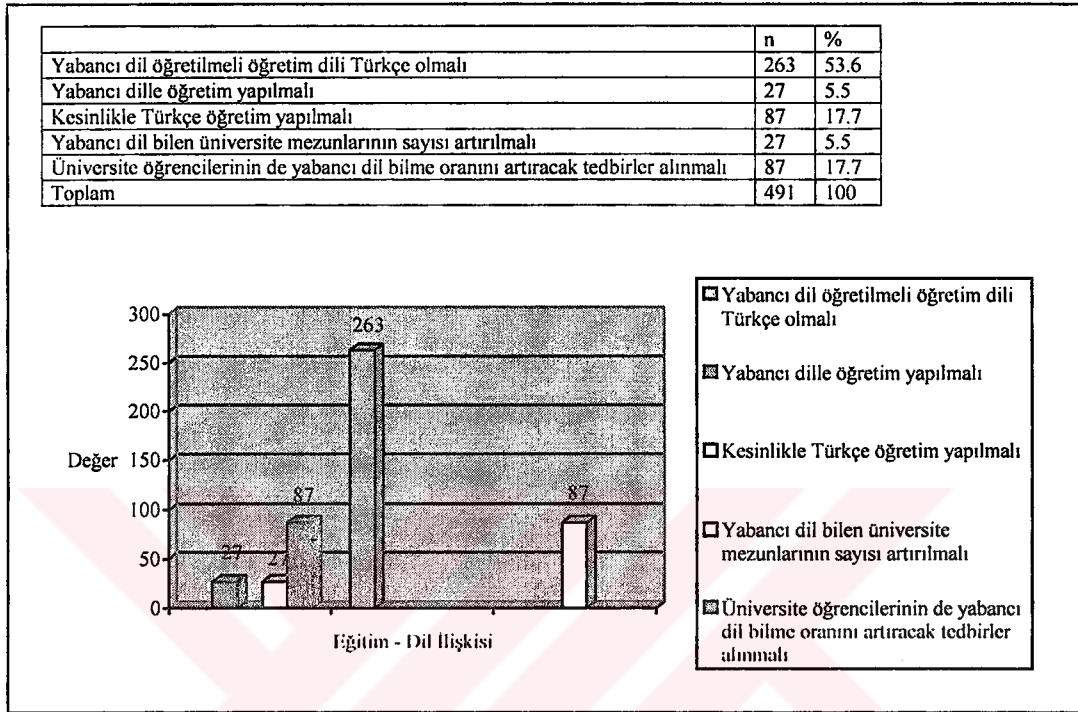 n %
Yabancı dil öğretilmeli öğretim dili Türkçe olmalı 263 53.6
Yabancı dille öğretim yapılmalı 27 5.5
Kesinlikle Türkçe öğretim yapılmalı 87 17.7
Yabancı dil bilen üniversite mezunlarının sayısı artırılmalı 27 5.5
Üniversite öğrencilerinin de yabancı dil bilme oranını artıracak tedbirler alınmalı 87 17.7
Toplam 491 100
300
250
200
150
100
50
0
Değer
27
27
87
263
87
Eğitim - Dil İlişkisi
Yabancı dil öğretilmeli öğretim dili
Türkçe olmalı
Yabancı dille öğretim yapılmalı
Kesinlikle Türkçe öğretim yapılmalı
Yabancı dil bilen üniversite
mezunlarının sayısı artırılmalı
Üniversite öğrencilerinin de yabancı
dil bilme oranını artıracak tedbirler
alınmalı